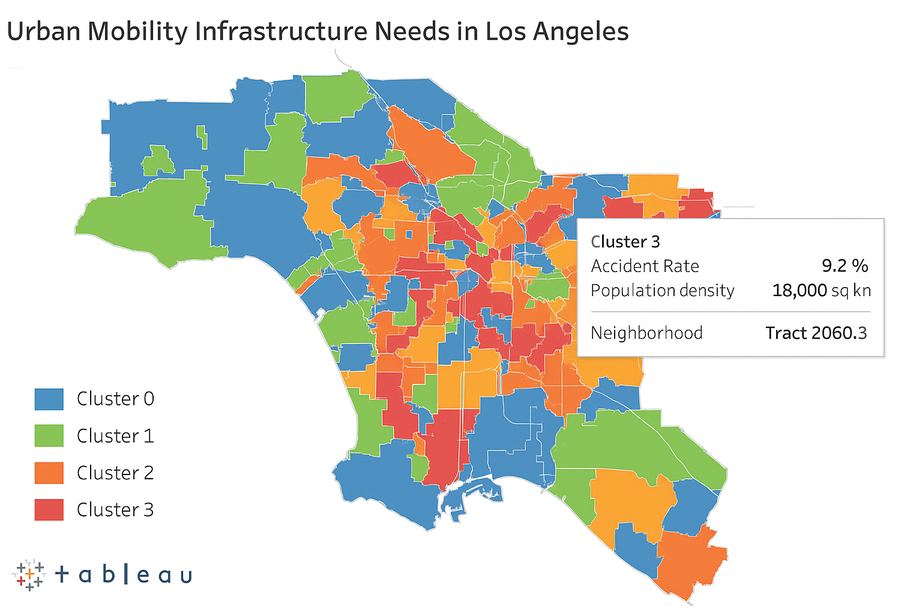 Urban Mobility Infrastructure Needs in Los Angeles
Cluster 3
Accident Rate 9.2 %
Population density 18,000 sq kn
Neighborhood Tract 2060.3
Cluster 0
Cluster 1
Cluster 2
Cluster 3
tableau